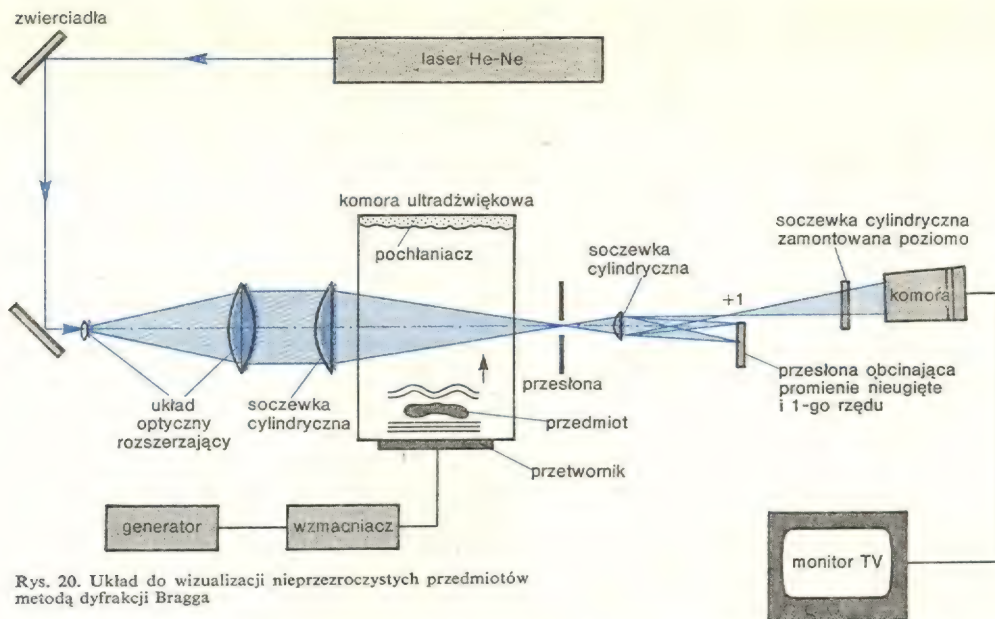 zwierciadła
laser He-Ne
komora ultradźwiękowa
pochłaniacz
soczewka
cylindryczna
soczewka cylindryczna
zamontowana poziomo
+1
komora
przesłona
przesłona obcinająca
promienie nieugięte
i 1-go rzędu
układ
optyczny
rozszerzający
soczewka
cylindryczna
przedmiot
przetwornik
generator
wzmacniacz
monitor TV
Rys. 20. Układ do wizualizacji nieprzezroczystych przedmiotów
metodą dyfrakcji Bragga